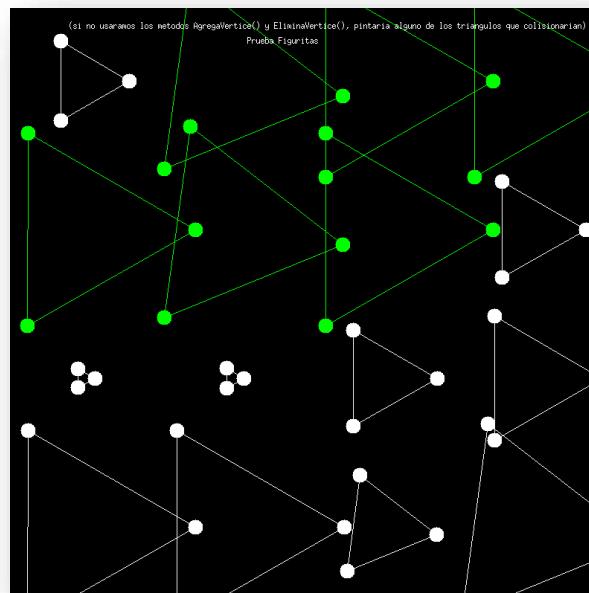 (si no usaramos los metodos AgregaVertice() y EliminaVertice(), pintaria alguno de los triangulos que colisionarian)
Prueba Figuritas